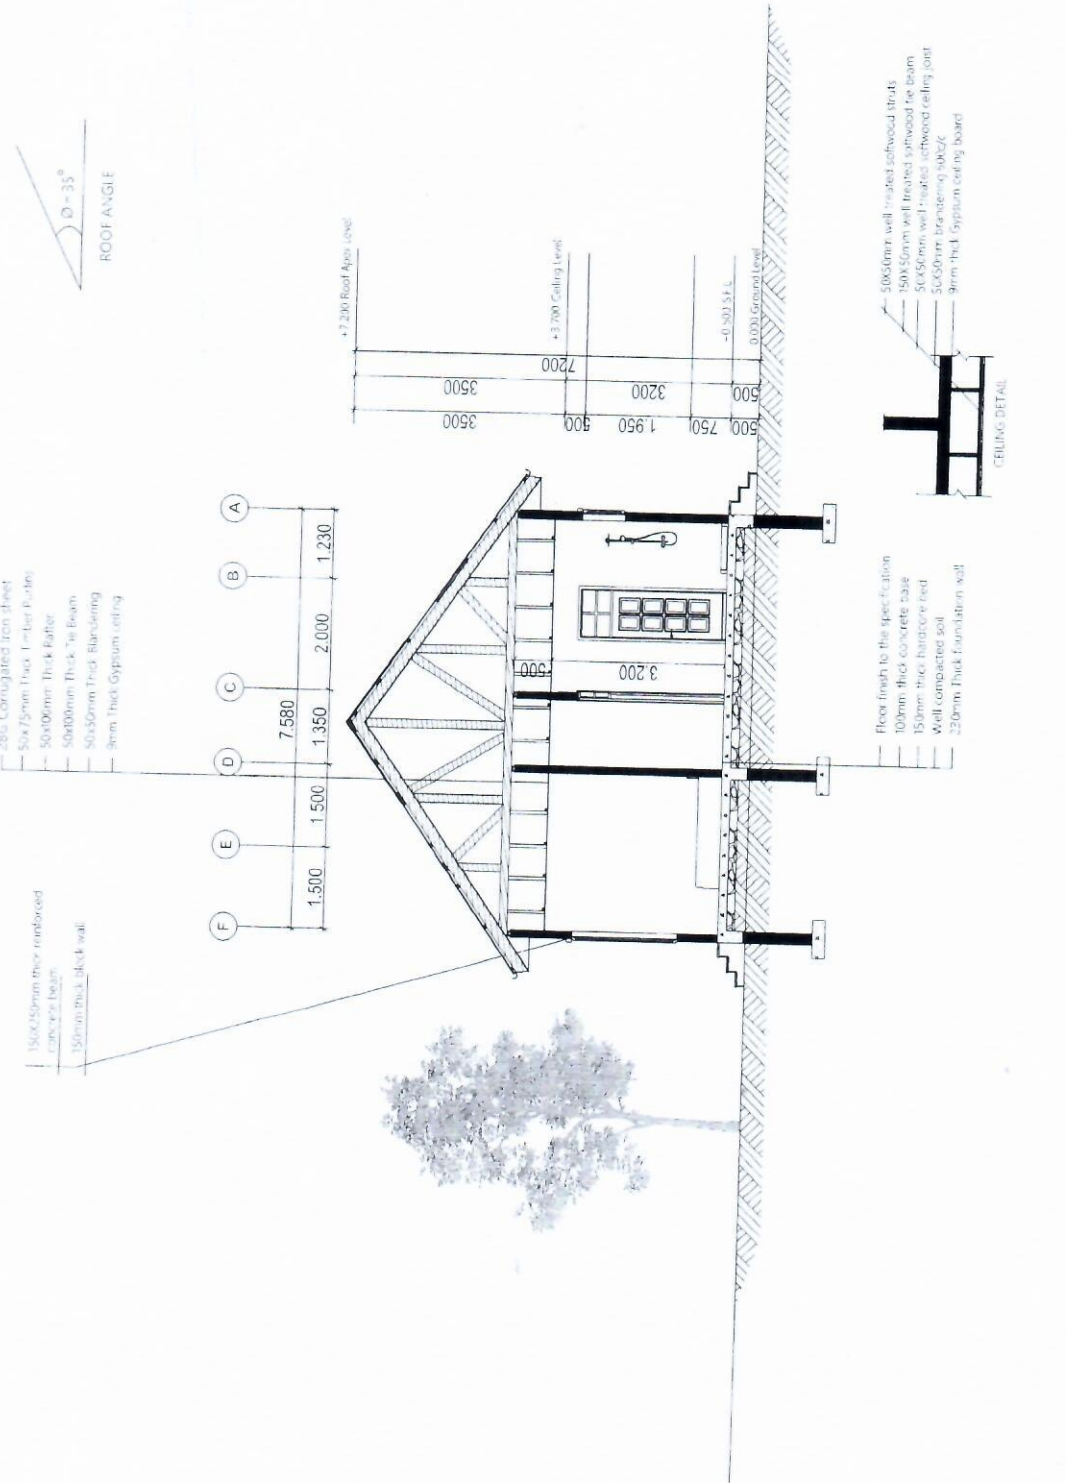 Ø = 35°
ROOF ANGLE
28G Corrugated Iron sheet
50x75mm Thick Timber Purlins
50x100mm Thick Rafter
50x100mm Thick Tie Beam
50x50mm Thick Blandering
9mm Thick Gypsum ceiling
150X250mm thick reinforced
concrete beam
150mm thick block wall
F
E
D
C
B
A
7.580
1.500
1.500
1.350
2.000
1.230
+7.200 Roof Apex Level
+3.700 Ceiling Level
0.000 Ground Level
7200
3500
3200
500
3500
500
1.950
750
500
500
3.200
50X50mm well treated softwood struts
150X50mm well treated softwood tie beam
50X50mm well treated softwood ceiling joist
50X50mm brandering 600c/c
9mm thick Gypsum ceiling board
CEILING DETAIL
Floor finish to the specification
100mm thick concrete base
150mm thick hardcore bed
Well compacted soil
230mm Thick foundation wall